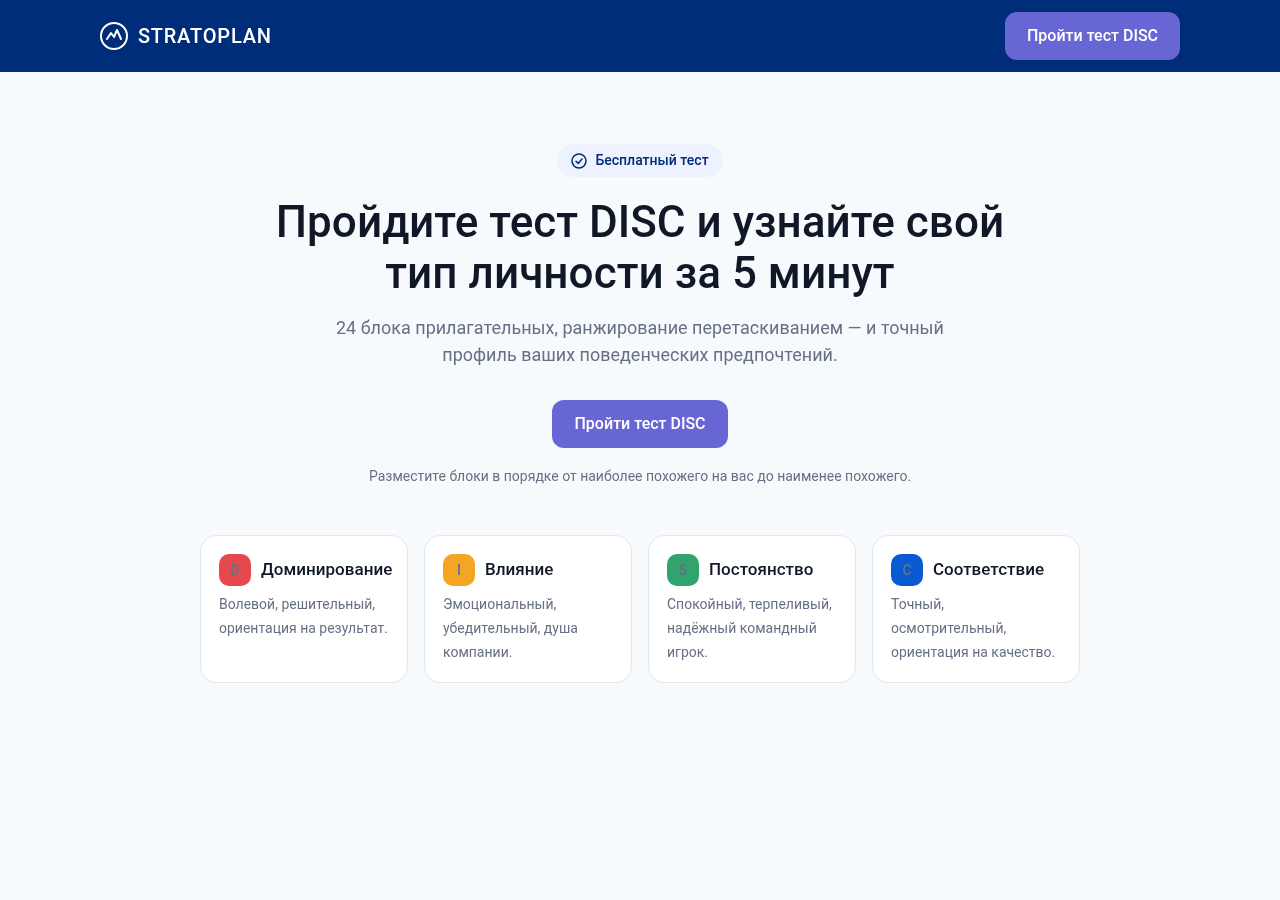 STRATOPLAN
Пройти тест DISC
Бесплатный тест
Пройдите тест DISC и узнайте свой
тип личности за 5 минут
24 блока прилагательных, ранжирование перетаскиванием — и точный
профиль ваших поведенческих предпочтений.
Пройти тест DISC
Разместите блоки в порядке от наиболее похожего на вас до наименее похожего.
D Доминирование
Волевой, решительный,
ориентация на результат.
I Влияние
Эмоциональный,
убедительный, душа
компании.
S Постоянство
Спокойный, терпеливый,
надёжный командный
игрок.
C Соответствие
Точный,
осмотрительный,
ориентация на качество.